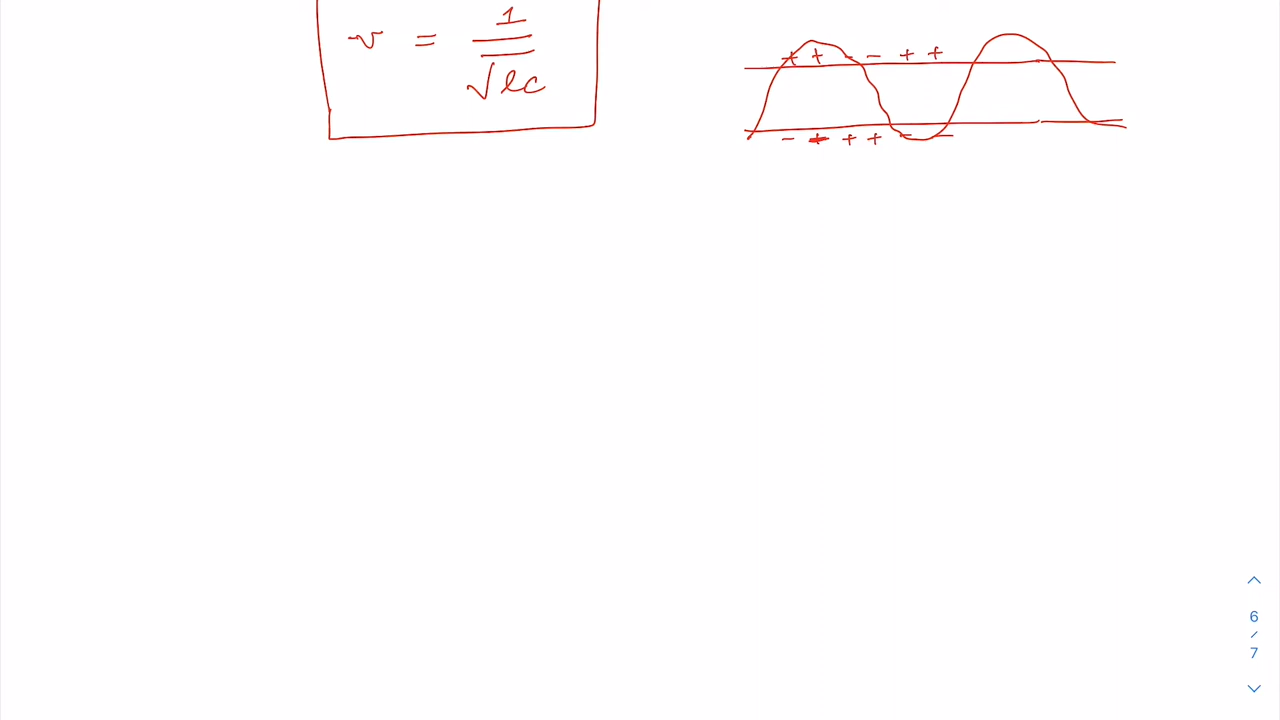 v = 1/√lc
+ + - - + +
- + + + - -
6
/
7